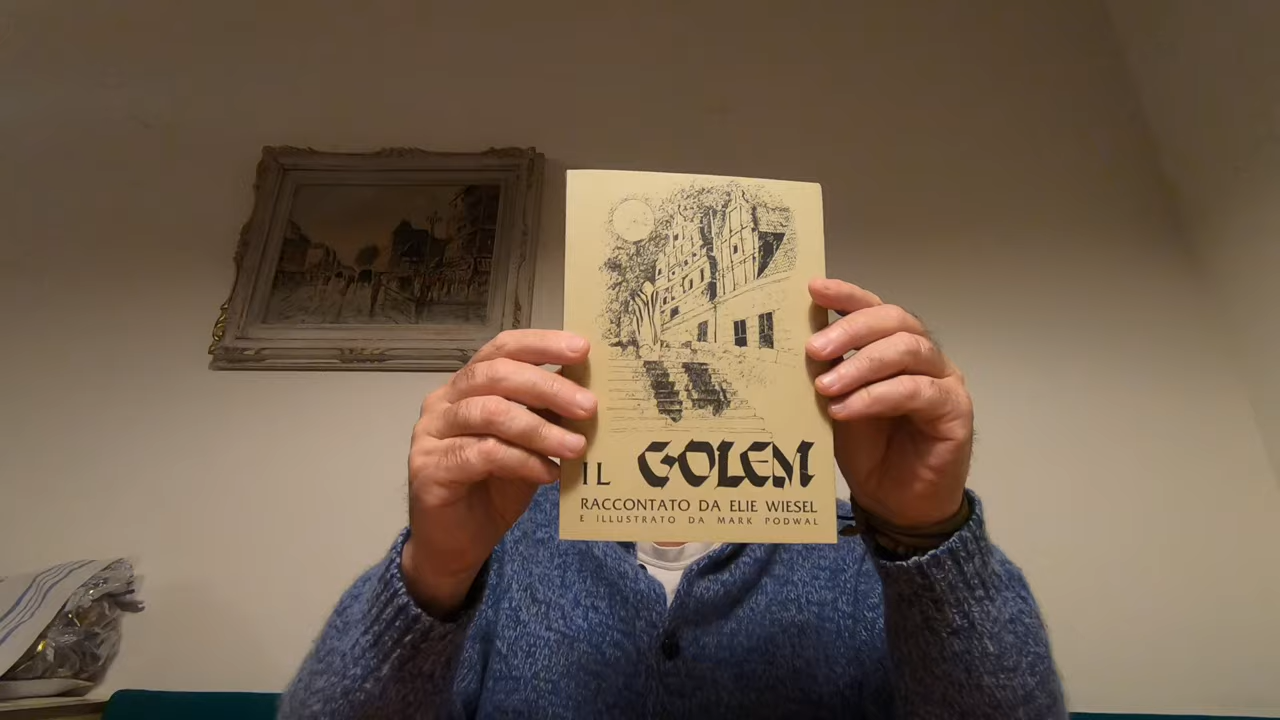 IL GOLEM
RACCONTATO DA ELIE WIESEL
E ILLUSTRATO DA MARK PODWAL